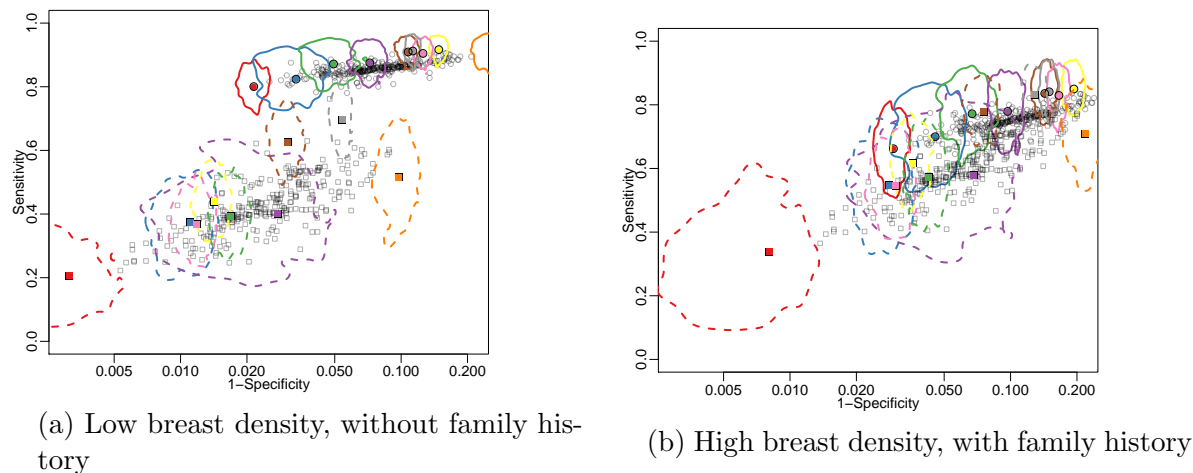 Sensitivity
0.0 0.2 0.4 0.6 0.8 1.0
0.005 0.010 0.020 0.050 0.100 0.200
1−Specificity
(a) Low breast density, without family his-
tory
Sensitivity
0.0 0.2 0.4 0.6 0.8 1.0
0.005 0.010 0.020 0.050 0.100 0.200
1−Specificity
(b) High breast density, with family history